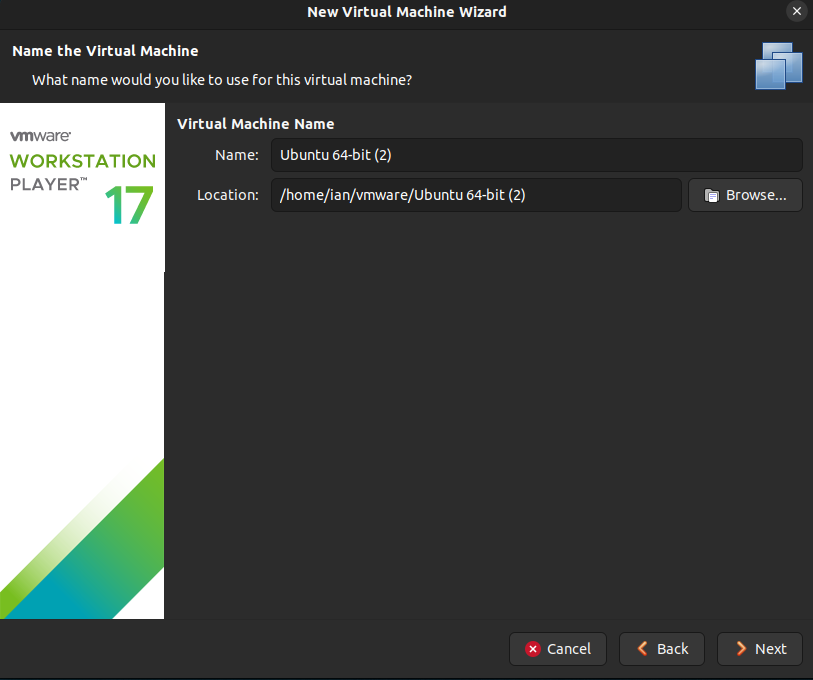 New Virtual Machine Wizard
Name the Virtual Machine
What name would you like to use for this virtual machine?
vmware®
WORKSTATION
PLAYER™
17
Virtual Machine Name
Name: Ubuntu 64-bit (2)
Location: /home/ian/vmware/Ubuntu 64-bit (2) Browse...
Cancel Back Next